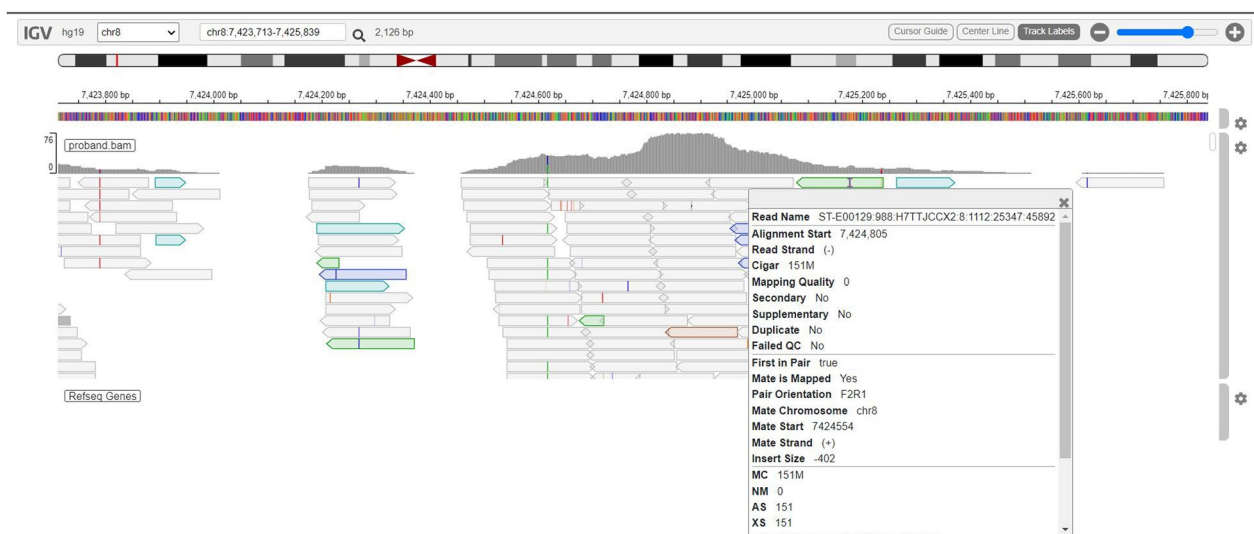 IGV hg19 chr8 chr8:7,423,713-7,425,839 2,126 bp Cursor Guide Center Line Track Labels
7,423,800 bp 7,424,000 bp 7,424,200 bp 7,424,400 bp 7,424,600 bp 7,424,800 bp 7,425,000 bp 7,425,200 bp 7,425,400 bp 7,425,600 bp 7,425,800 bp
76
proband.bam
0
Read Name ST-E00129:988:H7TTJCCX2:8:1112:25347:45892
Alignment Start 7,424,805
Read Strand (-)
Cigar 151M
Mapping Quality 0
Secondary No
Supplementary No
Duplicate No
Failed QC No
First in Pair true
Mate is Mapped Yes
Pair Orientation F2R1
Refseq Genes
Mate Chromosome chr8
Mate Start 7424554
Mate Strand (+)
Insert Size -402
MC 151M
NM 0
AS 151
XS 151